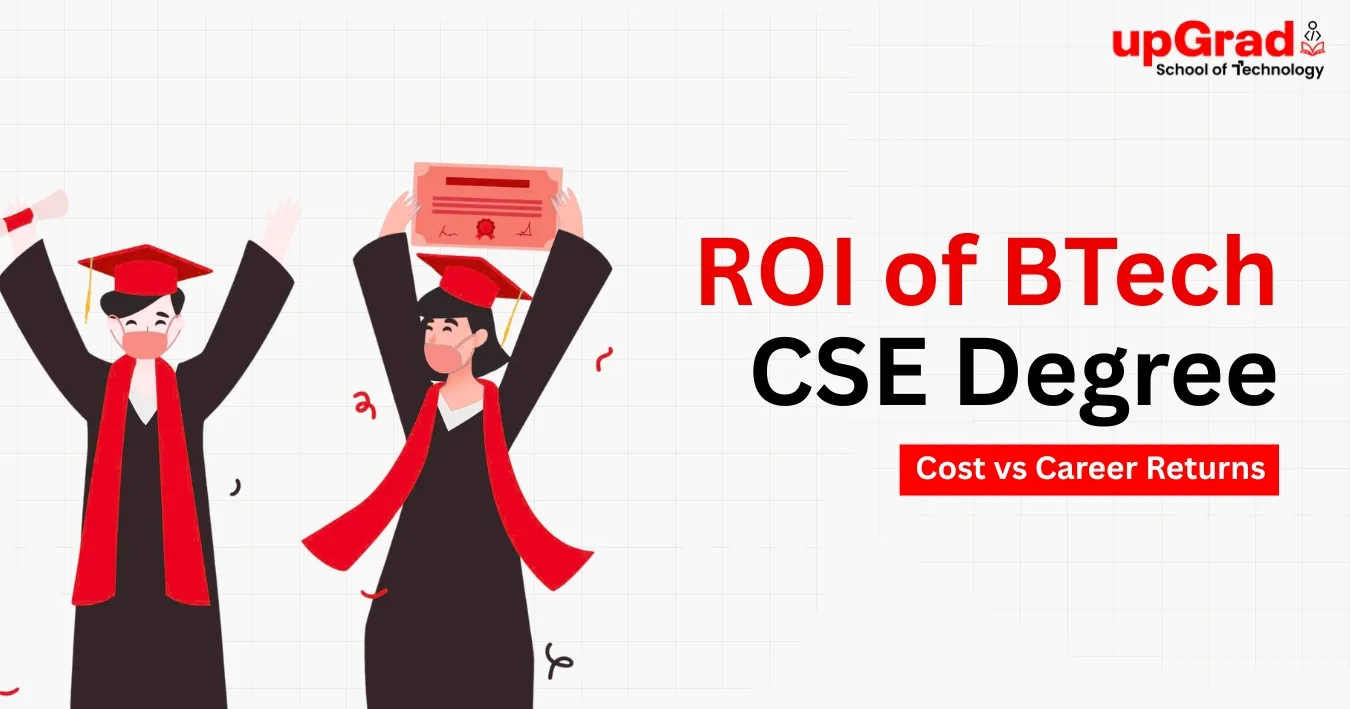 upGrad
School of Technology
ROI of BTech
CSE Degree
Cost vs Career Returns